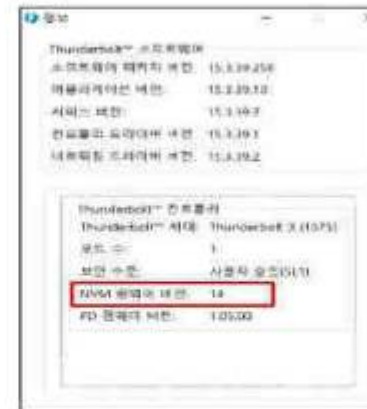 정보
Thunderbolt™ 소프트웨어
소프트웨어 패키지 버전: 15.3.39.250
애플리케이션 버전: 15.3.39.13
서비스 버전: 15.3.39.7
컨트롤러 드라이버 버전: 15.3.39.1
네트워킹 드라이버 버전: 15.3.39.2
Thunderbolt™ 컨트롤러
Thunderbolt™ 세대: Thunderbolt 3 (1575)
포트 수: 1
보안 수준: 사용자 승인(SL1)
NVM 펌웨어 버전: 14
PD 펌웨어 버전: 1.05.00